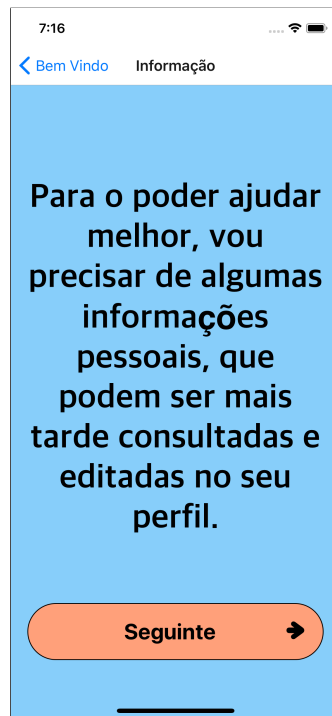 7:16
Bem Vindo Informação
Para o poder ajudar
melhor, vou
precisar de algumas
informações
pessoais, que
podem ser mais
tarde consultadas e
editadas no seu
perfil.
Seguinte